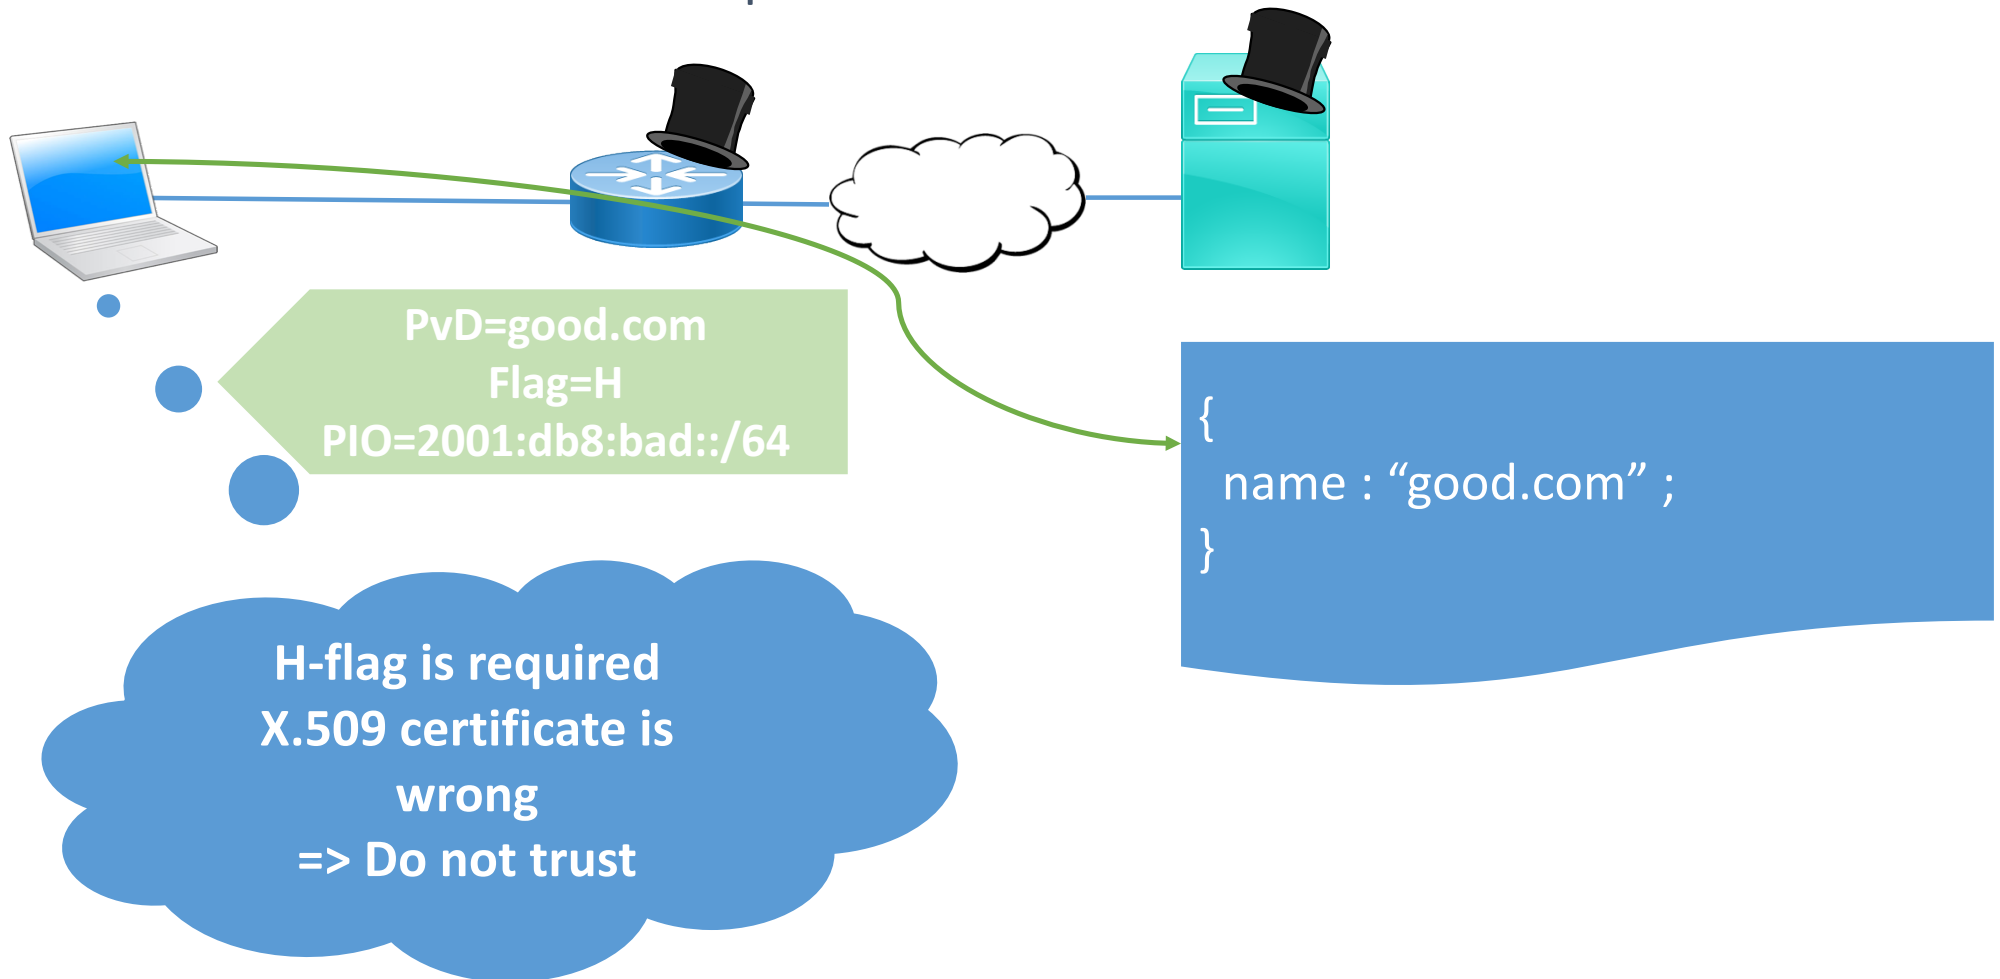 PvD=good.com
Flag=H
PIO=2001:db8:bad::/64
{
name : “good.com” ;
}
H-flag is required
X.509 certificate is
wrong
=> Do not trust